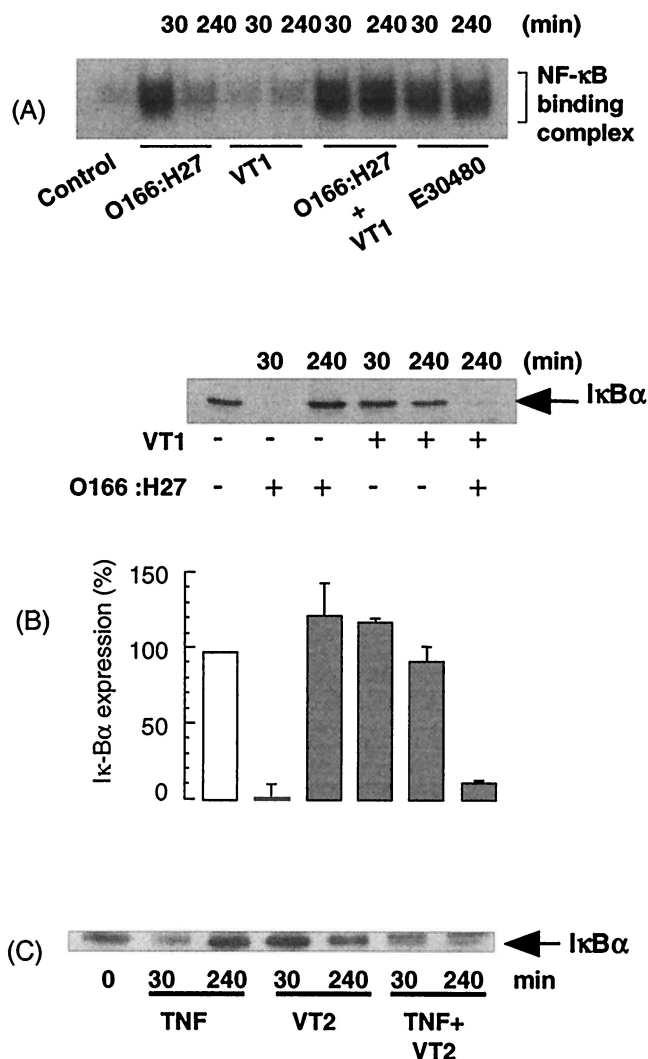 30 240 30 240 30 240 30 240 (min)
(A)
NF-κB
binding
complex
Control
O166:H27
VT1
O166:H27
+
VT1
E30480
30 240 30 240 240 (min)
IκBα
VT1 - - - + + +
O166 :H27 - + + - - +
(B)
Iκ-Bα expression (%)
150
100
50
0
(C)
IκBα
0 30 240 30 240 30 240 min
TNF VT2 TNF+
VT2